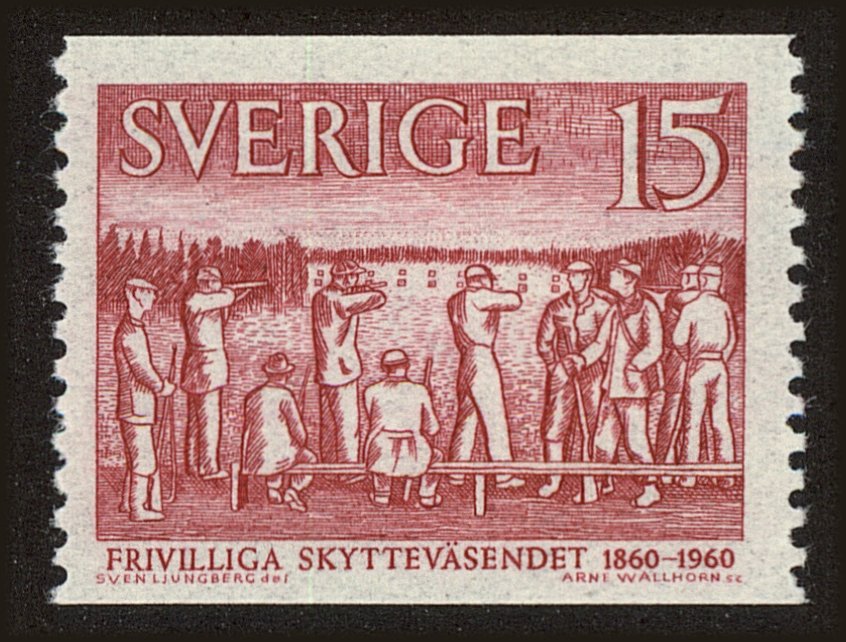 SVERIGE 15
FRIVILLIGA SKYTTEVÄSENDET 1860–1960
SVEN LJUNGBERG del ARNE WALLHORN sc